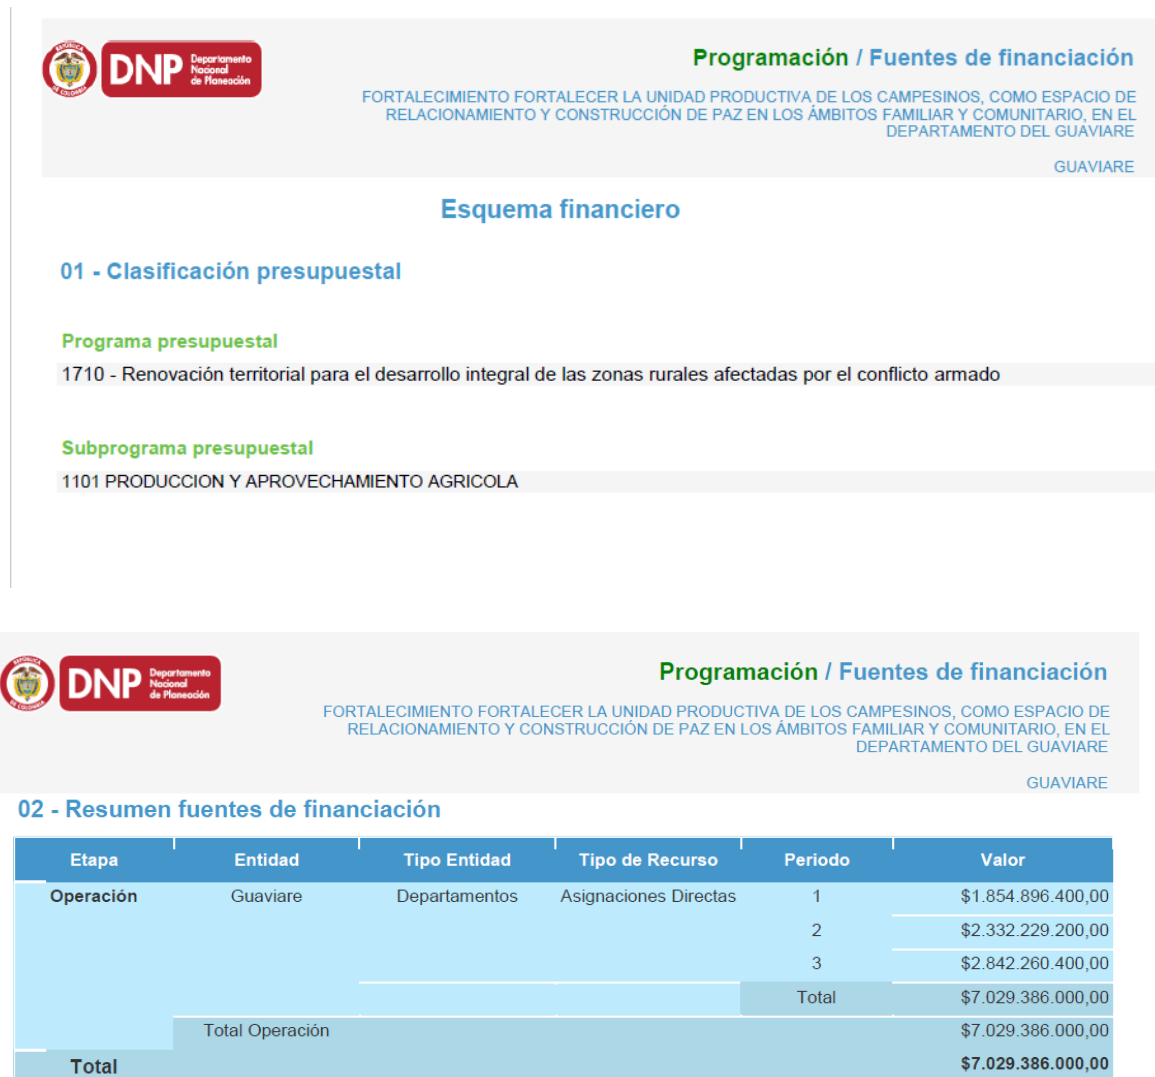 REPÚBLICA
DE COLOMBIA
DNP
Departamento
Nacional
de Planeación
Programación / Fuentes de financiación
FORTALECIMIENTO FORTALECER LA UNIDAD PRODUCTIVA DE LOS CAMPESINOS, COMO ESPACIO DE
RELACIONAMIENTO Y CONSTRUCCIÓN DE PAZ EN LOS ÁMBITOS FAMILIAR Y COMUNITARIO, EN EL
DEPARTAMENTO DEL GUAVIARE
GUAVIARE
Esquema financiero
01 - Clasificación presupuestal
Programa presupuestal
1710 - Renovación territorial para el desarrollo integral de las zonas rurales afectadas por el conflicto armado
Subprograma presupuestal
1101 PRODUCCION Y APROVECHAMIENTO AGRICOLA
DNP
Departamento
Nacional
de Planeación
Programación / Fuentes de financiación
FORTALECIMIENTO FORTALECER LA UNIDAD PRODUCTIVA DE LOS CAMPESINOS, COMO ESPACIO DE
RELACIONAMIENTO Y CONSTRUCCIÓN DE PAZ EN LOS ÁMBITOS FAMILIAR Y COMUNITARIO, EN EL
DEPARTAMENTO DEL GUAVIARE
GUAVIARE
02 - Resumen fuentes de financiación
Etapa Entidad Tipo Entidad Tipo de Recurso Periodo Valor
Operación Guaviare Departamentos Asignaciones Directas 1 $1.854.896.400,00
2 $2.332.229.200,00
3 $2.842.260.400,00
Total $7.029.386.000,00
Total Operación $7.029.386.000,00
Total $7.029.386.000,00